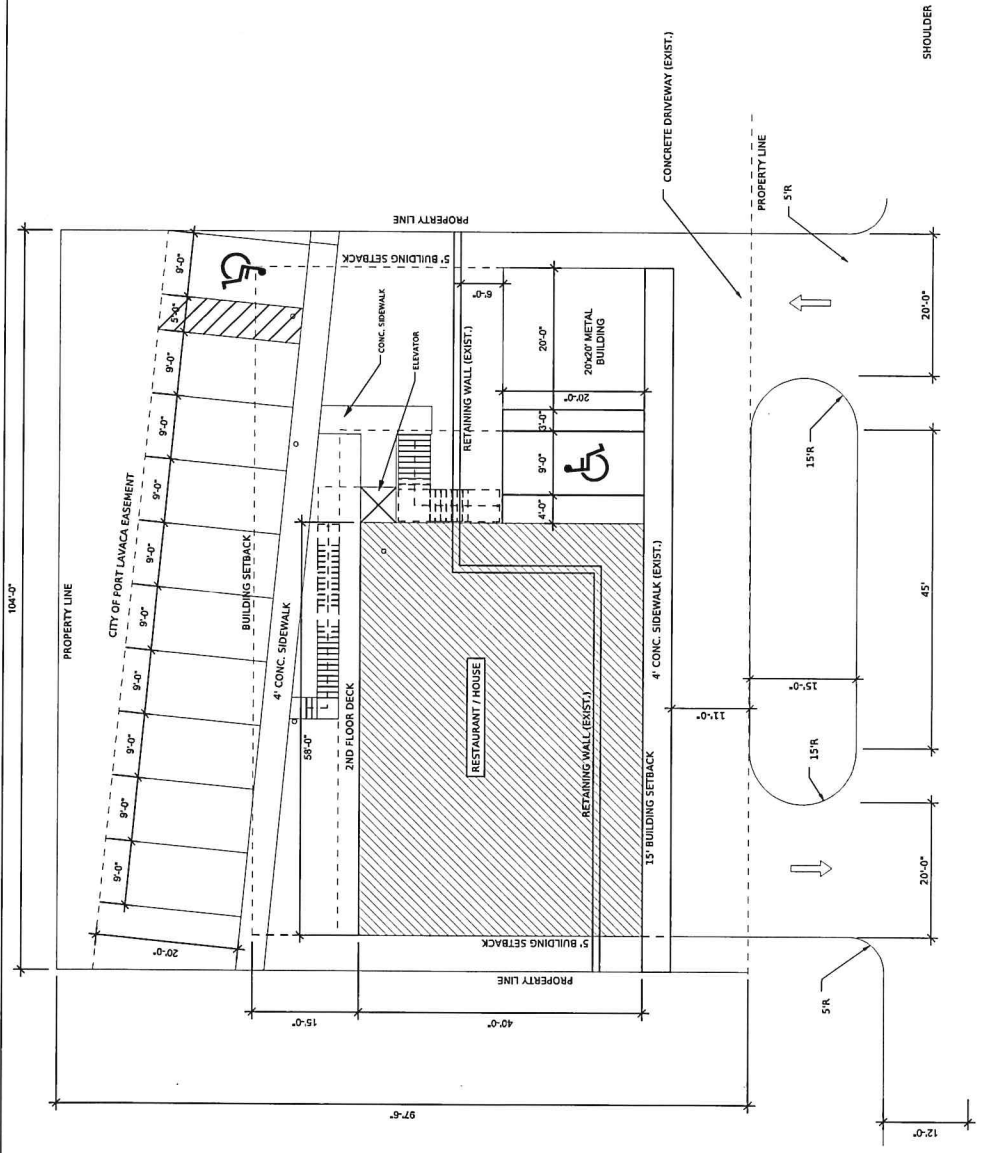 SHOULDER
104'-0"
PROPERTY LINE
CITY OF PORT LAVACA EASEMENT
9'-0"
5'-0"
9'-0"
9'-0"
9'-0"
9'-0"
9'-0"
9'-0"
9'-0"
9'-0"
9'-0"
20'-0"
BUILDING SETBACK
4' CONC. SIDEWALK
5' BUILDING SETBACK
PROPERTY LINE
CONC. SIDEWALK
ELEVATOR
CONCRETE DRIVEWAY (EXIST.)
RETAINING WALL (EXIST.)
6'-0"
20'-0"
20'x20' METAL
BUILDING
20'-0"
3'-0"
9'-0"
4'-0"
58'-0"
2ND FLOOR DECK
RESTAURANT / HOUSE
RETAINING WALL (EXIST.)
4' CONC. SIDEWALK (EXIST.)
15' BUILDING SETBACK
5' BUILDING SETBACK
PROPERTY LINE
15'-0"
40'-0"
97'-6"
11'-0"
15'-0"
PROPERTY LINE
5'R
15'R
15'R
5'R
20'-0"
45'
20'-0"
12'-0"